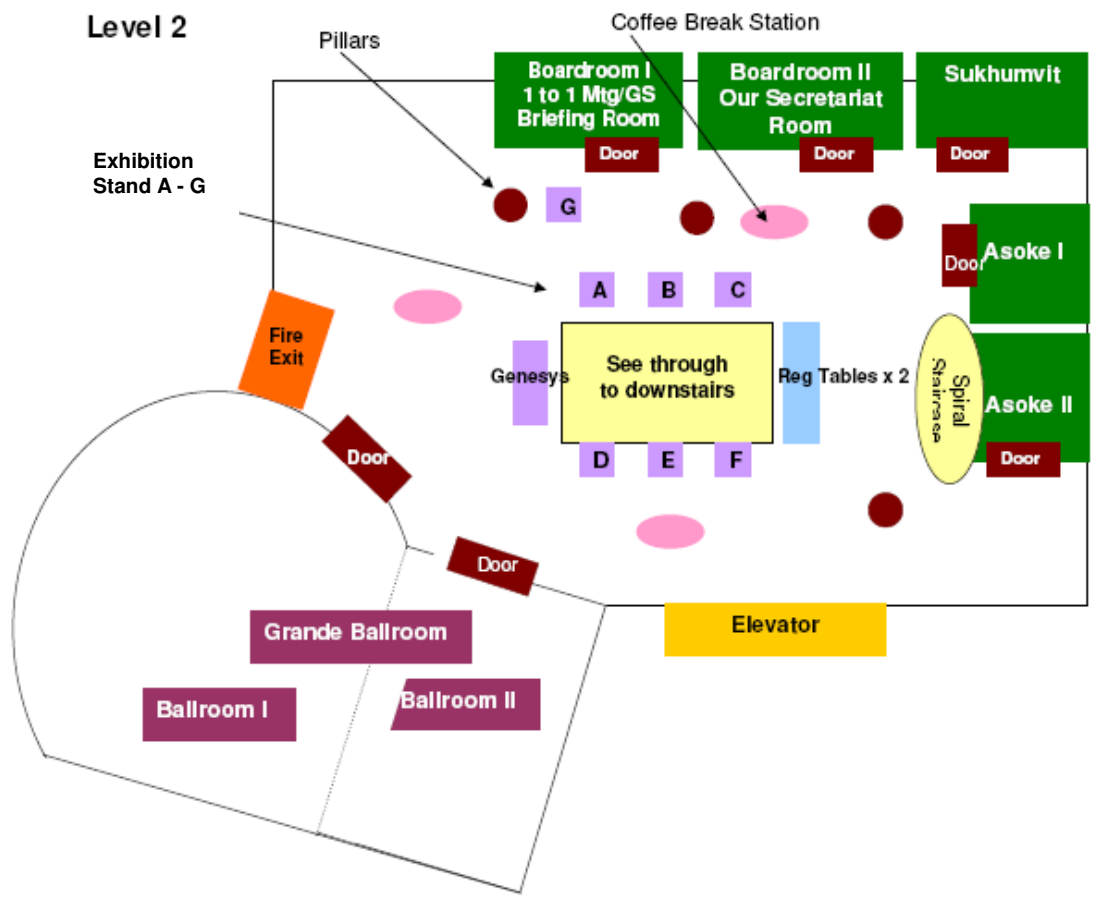 Level 2
Coffee Break Station
Pillars
Boardroom I
1 to 1 Mtg/GS
Briefing Room
Boardroom II
Our Secretariat
Room
Sukhumvit
Door
Door
Door
Exhibition
Stand A - G
G
Door
Asoke I
A
B
C
Fire
Exit
See through
to downstairs
Genesys
Reg Tables x 2
Spiral
Staircase
Asoke II
Door
D
E
F
Door
Door
Elevator
Grande Ballroom
Ballroom I
Ballroom II